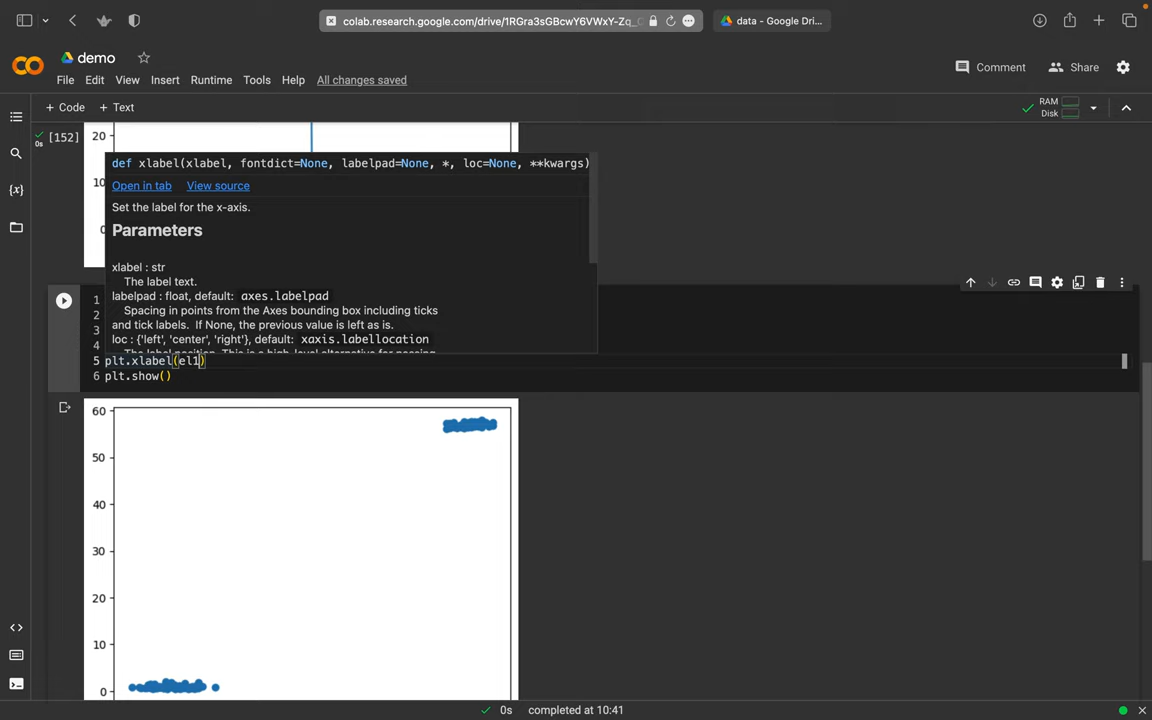 colab.research.google.com/drive/1RGra3sGBcwY6VWxY-Zq_
data - Google Dri...
demo
File Edit View Insert Runtime Tools Help All changes saved
Comment
Share
+ Code + Text
RAM
Disk
[152]
0s
20
10
0
def xlabel(xlabel, fontdict=None, labelpad=None, *, loc=None, **kwargs)
Open in tab View source
Set the label for the x-axis.
Parameters
xlabel : str
The label text.
labelpad : float, default: axes.labelpad
Spacing in points from the Axes bounding box including ticks
and tick labels. If None, the previous value is left as is.
loc : {'left', 'center', 'right'}, default: xaxis.labellocation
1
2
3
4
5 plt.xlabel(el1)
6 plt.show()
60
50
40
30
20
10
0
0s completed at 10:41